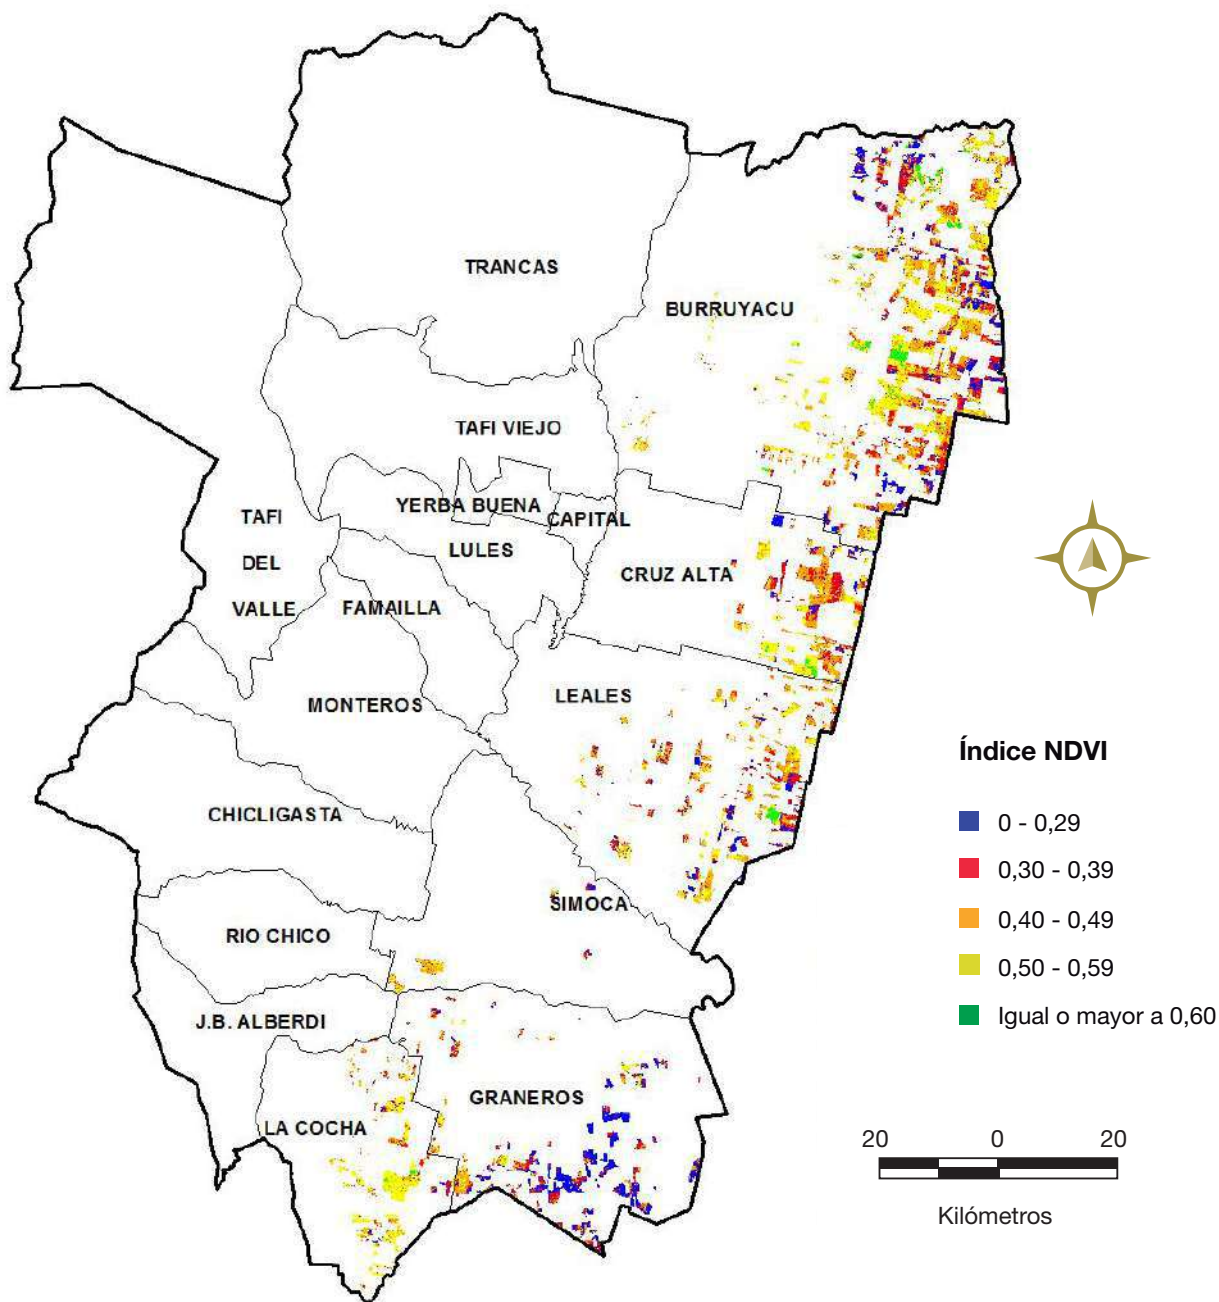 TRANCAS
BURRUYACU
TAFI VIEJO
YERBA BUENA
CAPITAL
TAFI
DEL
VALLE
LULES
CRUZ ALTA
FAMAILLA
MONTEROS
LEALES
CHICLIGASTA
SIMOCA
RIO CHICO
J.B. ALBERDI
GRANEROS
LA COCHA
Índice NDVI
0 - 0,29
0,30 - 0,39
0,40 - 0,49
0,50 - 0,59
Igual o mayor a 0,60
20 0 20
Kilómetros